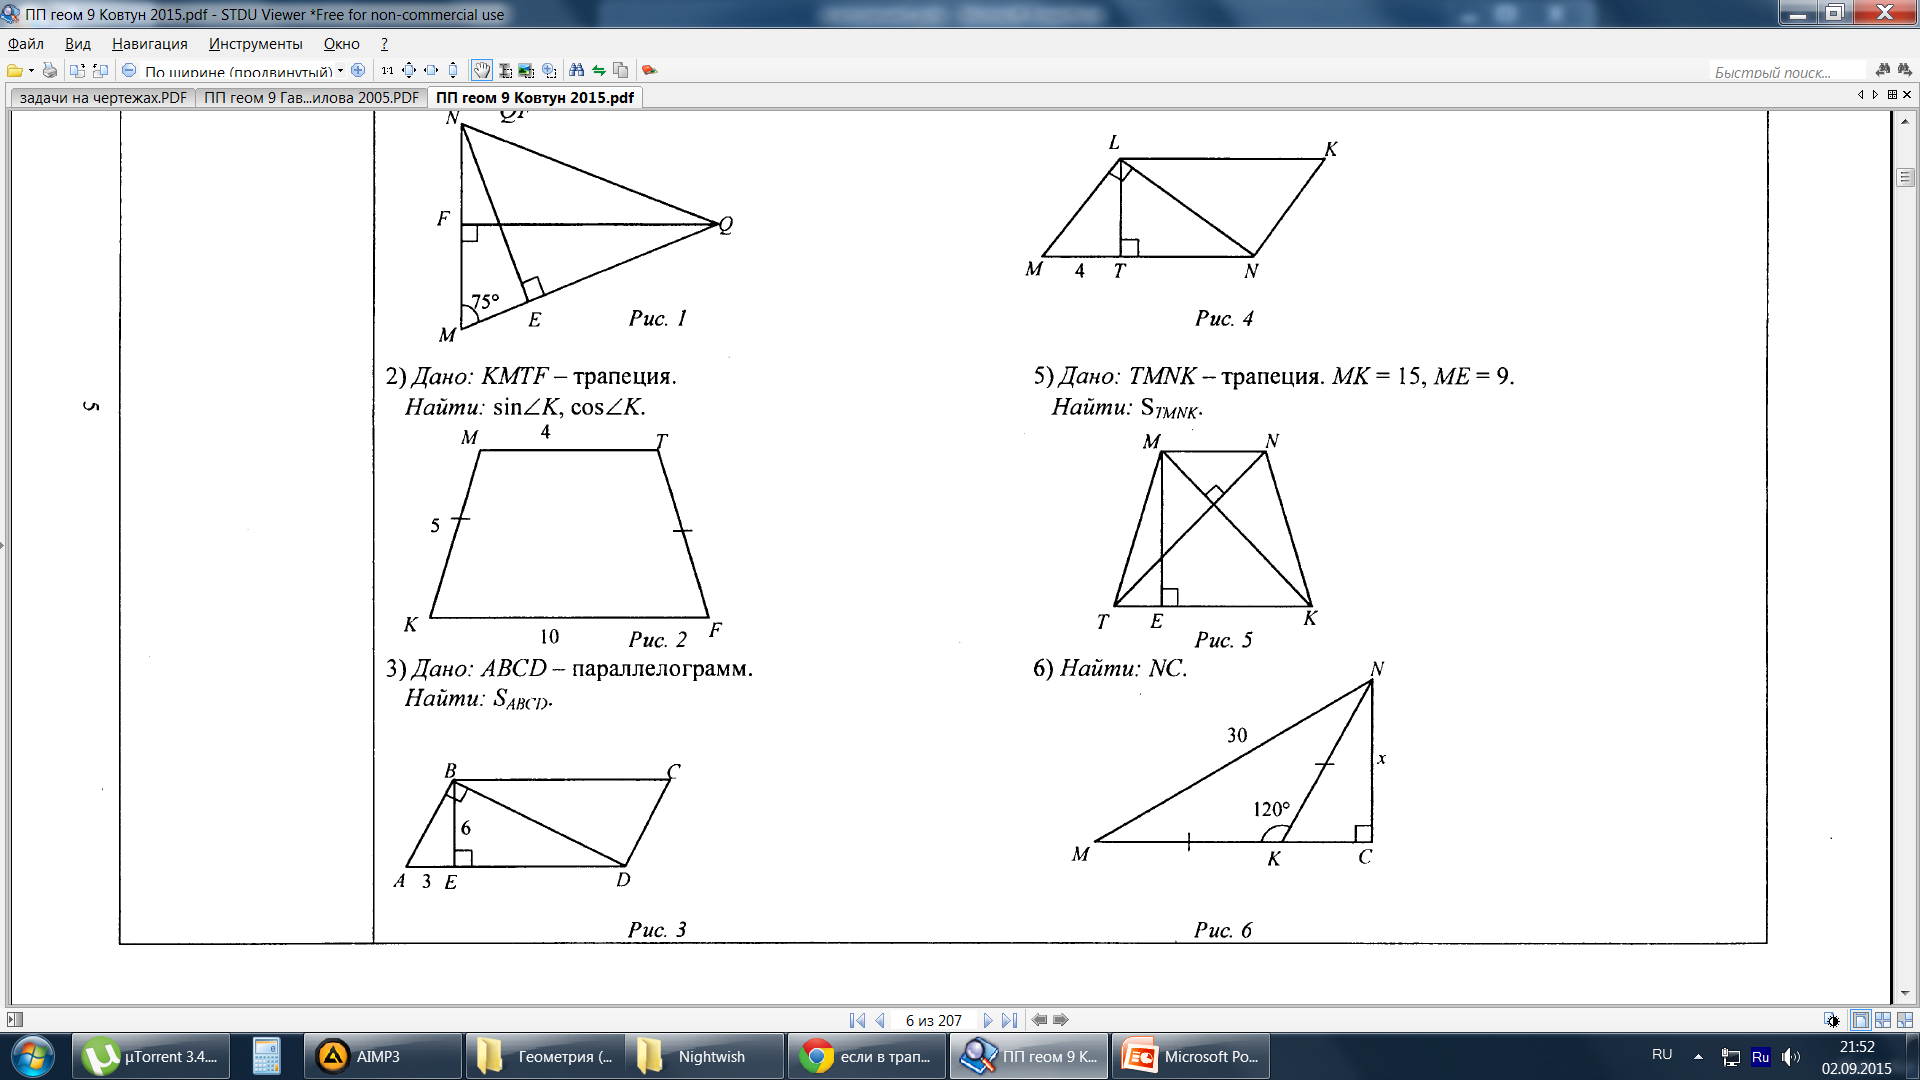 ПП геом 9 Ковтун 2015.pdf - STDU Viewer *Free for non-commercial use
Файл Вид Навигация Инструменты Окно ?
По ширине (продвинутый) 1:1 Быстрый поиск...
задачи на чертежах.PDF ПП геом 9 Гав...илова 2005.PDF ПП геом 9 Ковтун 2015.pdf
N
F
Q
75°
M
E
Рис. 1
L
K
M 4 T
N
Рис. 4
5
2) Дано: KMTF – трапеция.
Найти: sin∠K, cos∠K.
M 4 T
5
K
10
F
Рис. 2
5) Дано: TMNK – трапеция. MK = 15, ME = 9.
Найти: S_TMNK.
M N
T E K
Рис. 5
3) Дано: ABCD – параллелограмм.
Найти: S_ABCD.
B C
6
A 3 E D
Рис. 3
6) Найти: NC.
N
30
x
120°
M K C
Рис. 6
6 из 207
µTorrent 3.4.... AIMP3 Геометрия (... Nightwish если в трап... ПП геом 9 К... Microsoft Po... RU Ru 21:52
02.09.2015